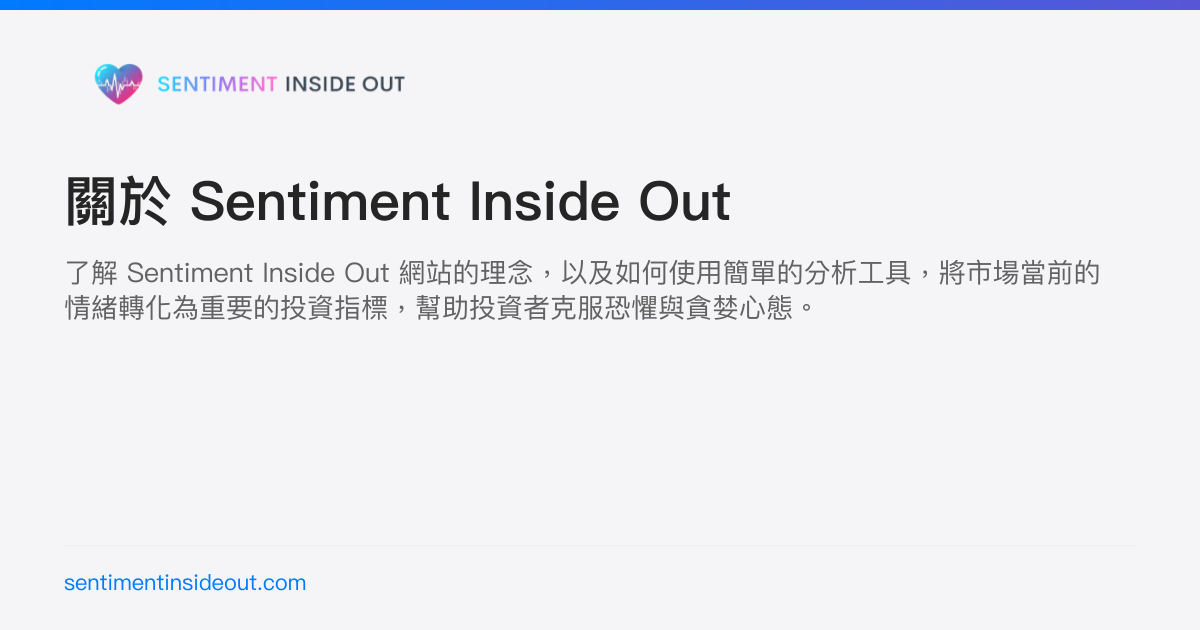 SENTIMENT INSIDE OUT
關於 Sentiment Inside Out
了解 Sentiment Inside Out 網站的理念，以及如何使用簡單的分析工具，將市場當前的
情緒轉化為重要的投資指標，幫助投資者克服恐懼與貪婪心態。
sentimentinsideout.com